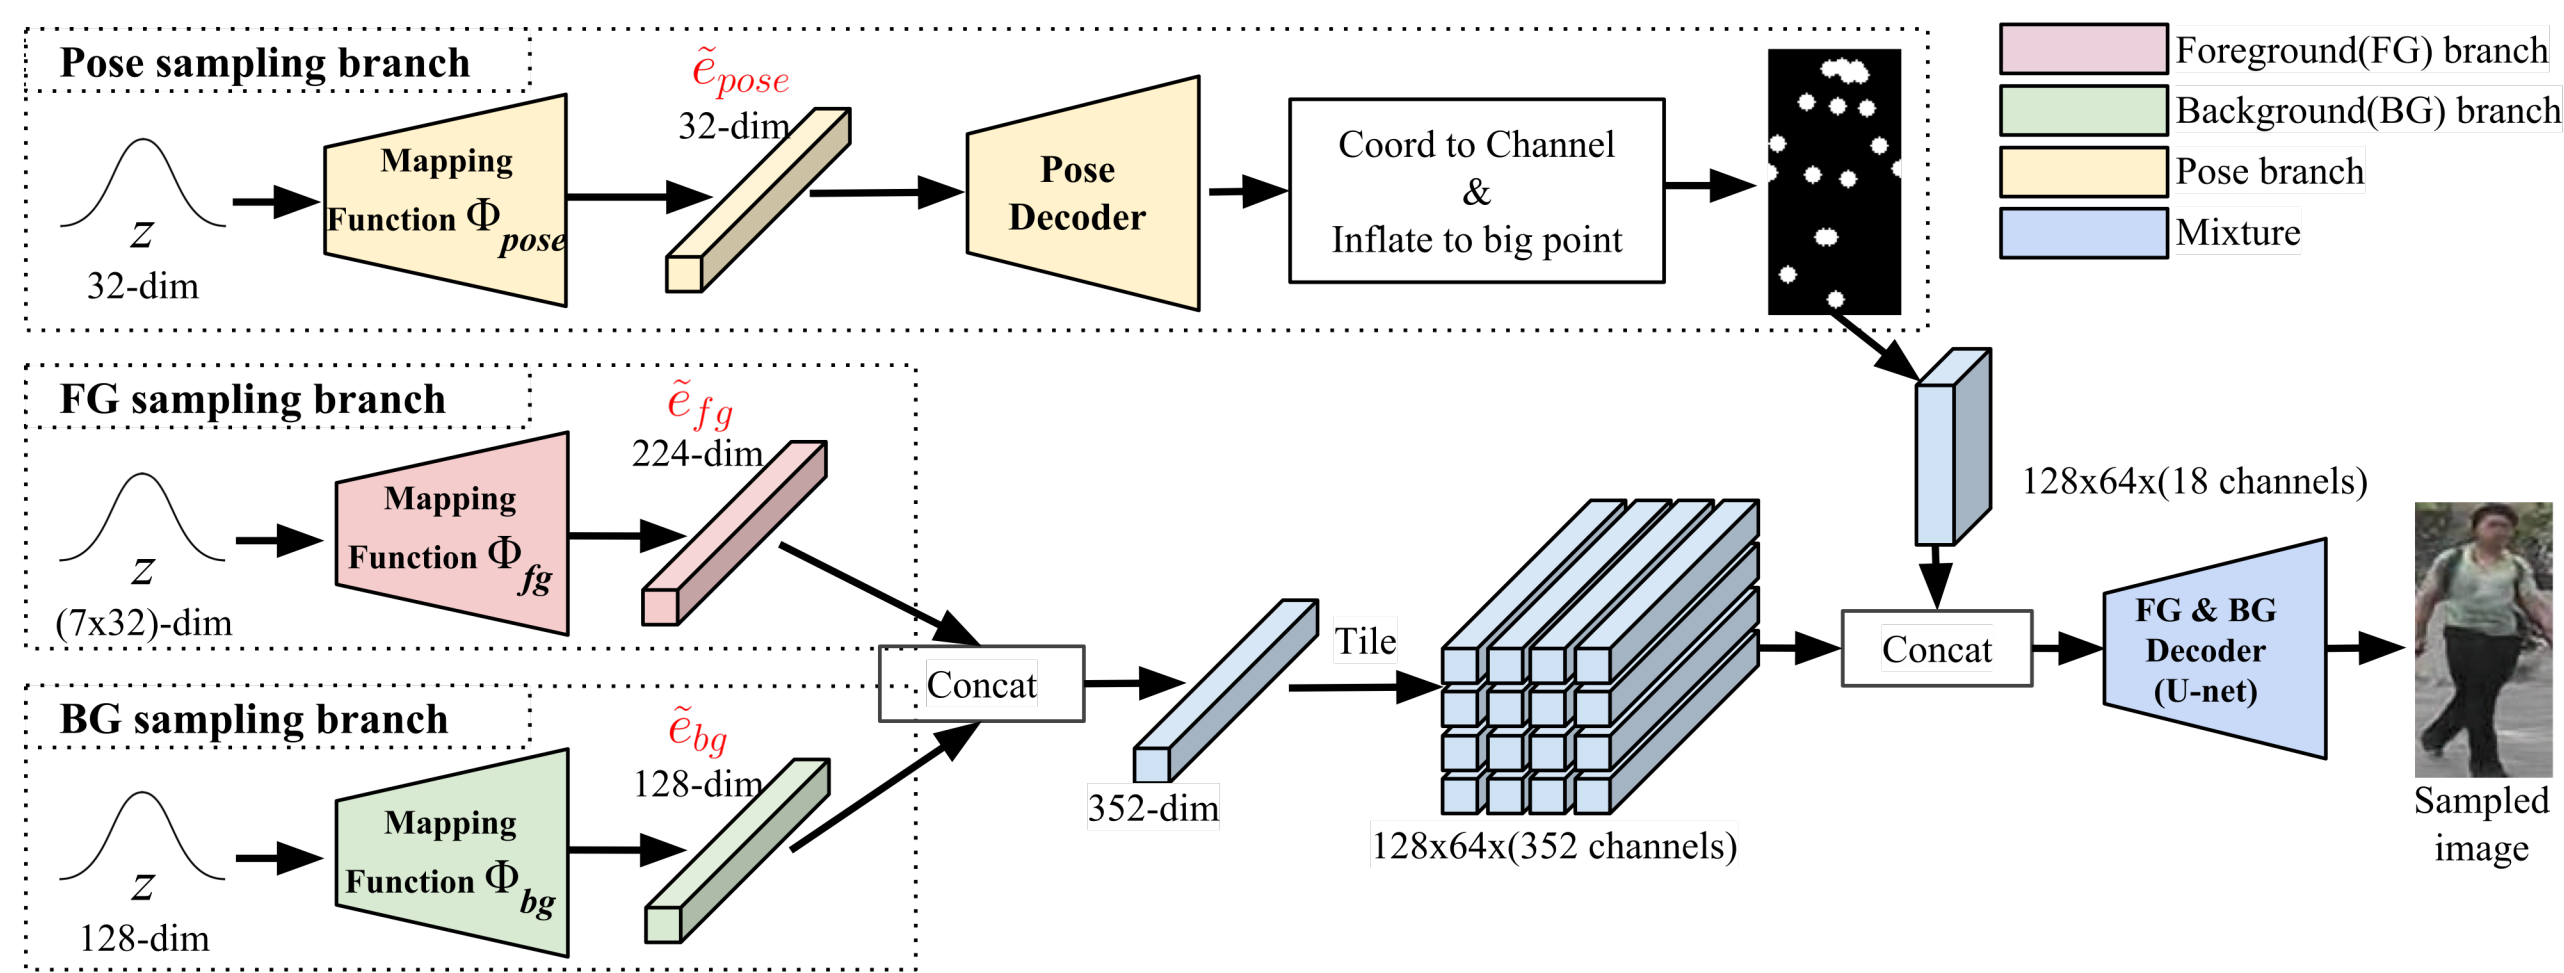 Pose sampling branch
z
32-dim
Mapping
Function Φpose
ẽpose
32-dim
Pose
Decoder
Coord to Channel
&
Inflate to big point
Foreground(FG) branch
Background(BG) branch
Pose branch
Mixture
FG sampling branch
z
(7x32)-dim
Mapping
Function Φfg
ẽfg
224-dim
BG sampling branch
z
128-dim
Mapping
Function Φbg
ẽbg
128-dim
Concat
352-dim
Tile
128x64x(352 channels)
128x64x(18 channels)
Concat
FG & BG
Decoder
(U-net)
Sampled
image